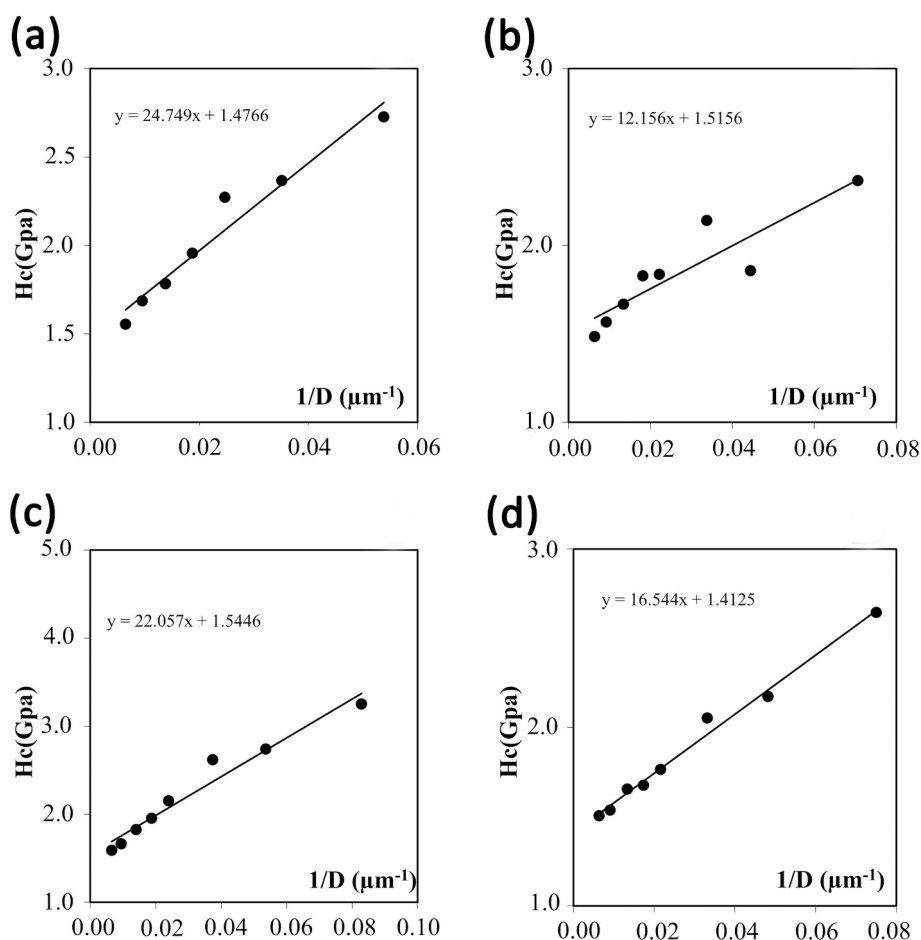 (a)
3.0
y = 24.749x + 1.4766
2.5
Hc(Gpa)
2.0
1.5
1/D (µm⁻¹)
1.0
0.00 0.02 0.04 0.06
(b)
3.0
y = 12.156x + 1.5156
2.5
Hc(Gpa)
2.0
1.5
1/D (µm⁻¹)
1.0
0.00 0.02 0.04 0.06 0.08
(c)
5.0
y = 22.057x + 1.5446
4.0
Hc(Gpa)
3.0
2.0
1/D (µm⁻¹)
1.0
0.00 0.02 0.04 0.06 0.08 0.10
(d)
3.0
y = 16.544x + 1.4125
Hc(Gpa)
2.0
1/D (µm⁻¹)
1.0
0.00 0.02 0.04 0.06 0.08